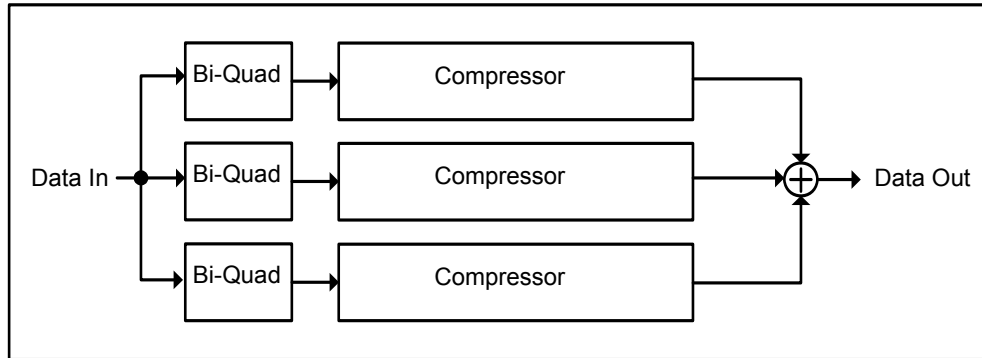 Bi-Quad
Compressor
Data In
Bi-Quad
Compressor
Data Out
Bi-Quad
Compressor